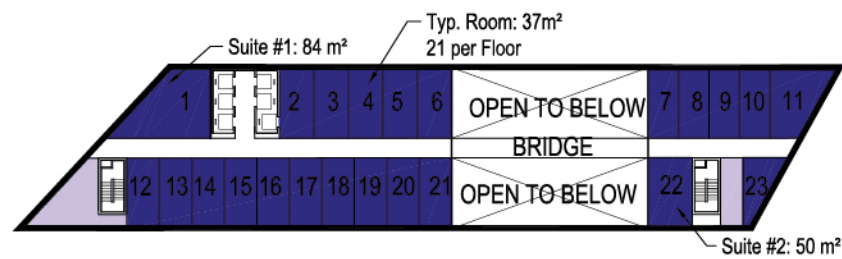 Typ. Room: 37m²
Suite #1: 84 m²
21 per Floor
1 2 3 4 5 6 OPEN TO BELOW 7 8 9 10 11
BRIDGE
12 13 14 15 16 17 18 19 20 21 OPEN TO BELOW 22 23
Suite #2: 50 m²